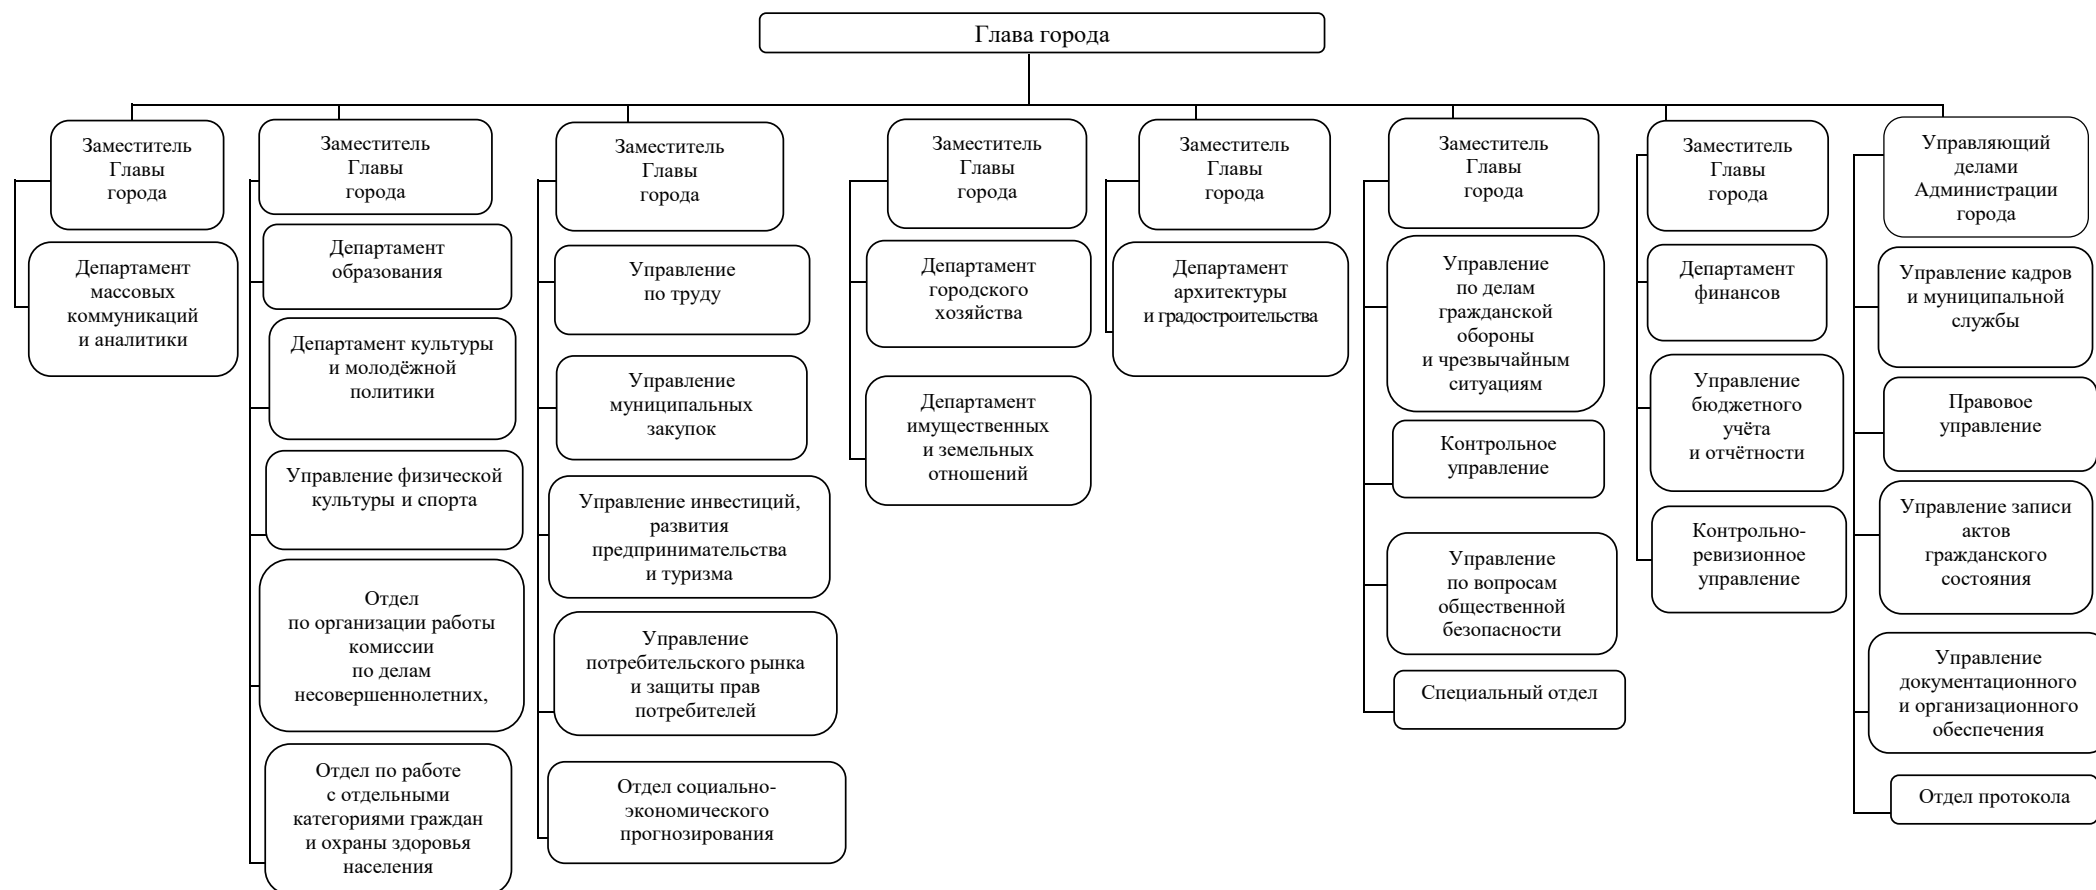 Глава города
Заместитель
Главы
города
Департамент
массовых
коммуникаций
и аналитики
Заместитель
Главы
города
Департамент
образования
Департамент культуры
и молодёжной
политики
Управление физической
культуры и спорта
Отдел
по организации работы
комиссии
по делам
несовершеннолетних,
Отдел по работе
с отдельными
категориями граждан
и охраны здоровья
населения
Заместитель
Главы
города
Управление
по труду
Управление
муниципальных
закупок
Управление инвестиций,
развития
предпринимательства
и туризма
Управление
потребительского рынка
и защиты прав
потребителей
Отдел социально-
экономического
прогнозирования
Заместитель
Главы
города
Департамент
городского
хозяйства
Департамент
имущественных
и земельных
отношений
Заместитель
Главы
города
Департамент
архитектуры
и градостроительства
Заместитель
Главы
города
Управление
по делам
гражданской
обороны
и чрезвычайным
ситуациям
Контрольное
управление
Управление
по вопросам
общественной
безопасности
Специальный отдел
Заместитель
Главы
города
Департамент
финансов
Управление
бюджетного
учёта
и отчётности
Контрольно-
ревизионное
управление
Управляющий
делами
Администрации
города
Управление кадров
и муниципальной
службы
Правовое
управление
Управление записи
актов
гражданского
состояния
Управление
документационного
и организационного
обеспечения
Отдел протокола